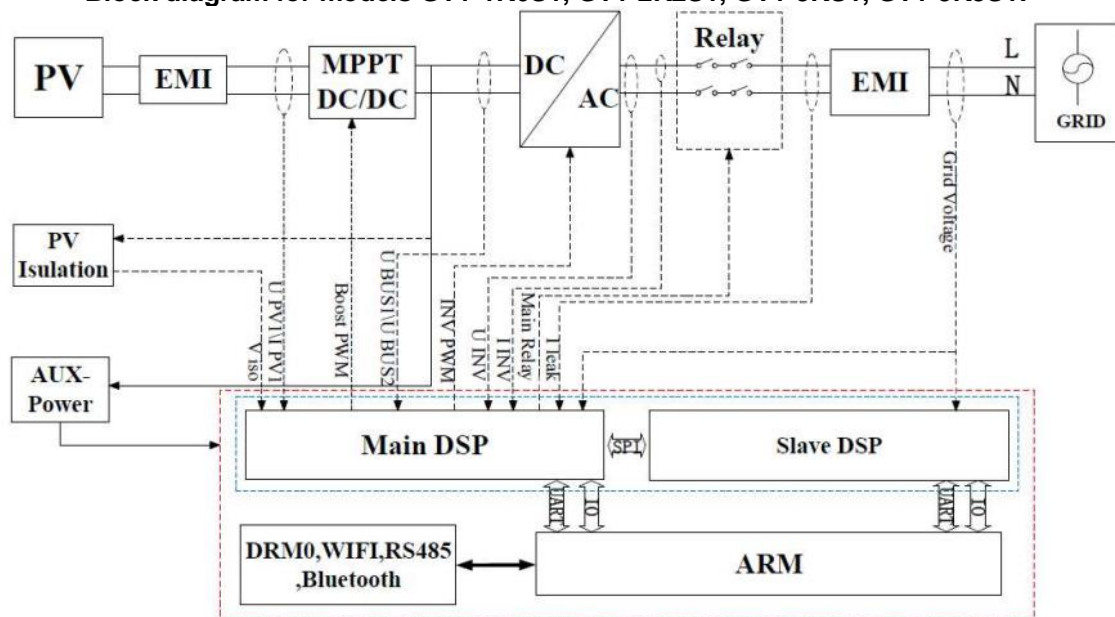 PV
EMI
MPPT
DC/DC
DC
AC
Relay
EMI
L
N
GRID
PV
Isulation
AUX-
Power
Viso
U PV1\I PV1
Boost PWM
U BUS1\U BUS2
INV PWM
U INV
I INV
Main Relay
I leak
Grid Voltage
Main DSP
SPI
Slave DSP
UART
IO
UART
IO
DRM0,WIFI,RS485
,Bluetooth
ARM